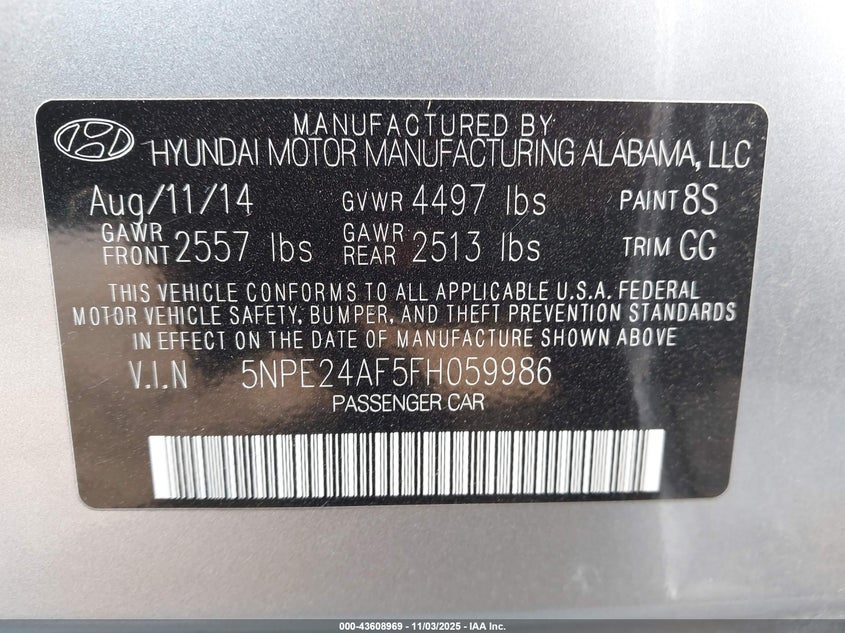 MANUFACTURED BY
HYUNDAI MOTOR MANUFACTURING ALABAMA, LLC
Aug/11/14 GVWR 4497 lbs PAINT 8S
GAWR FRONT 2557 lbs GAWR REAR 2513 lbs TRIM GG
THIS VEHICLE CONFORMS TO ALL APPLICABLE U.S.A. FEDERAL
MOTOR VEHICLE SAFETY, BUMPER, AND THEFT PREVENTION STANDARDS
IN EFFECT ON THE DATE OF MANUFACTURE SHOWN ABOVE
V.I.N 5NPE24AF5FH059986
PASSENGER CAR
000-43608969 - 11/03/2025 - IAA Inc.